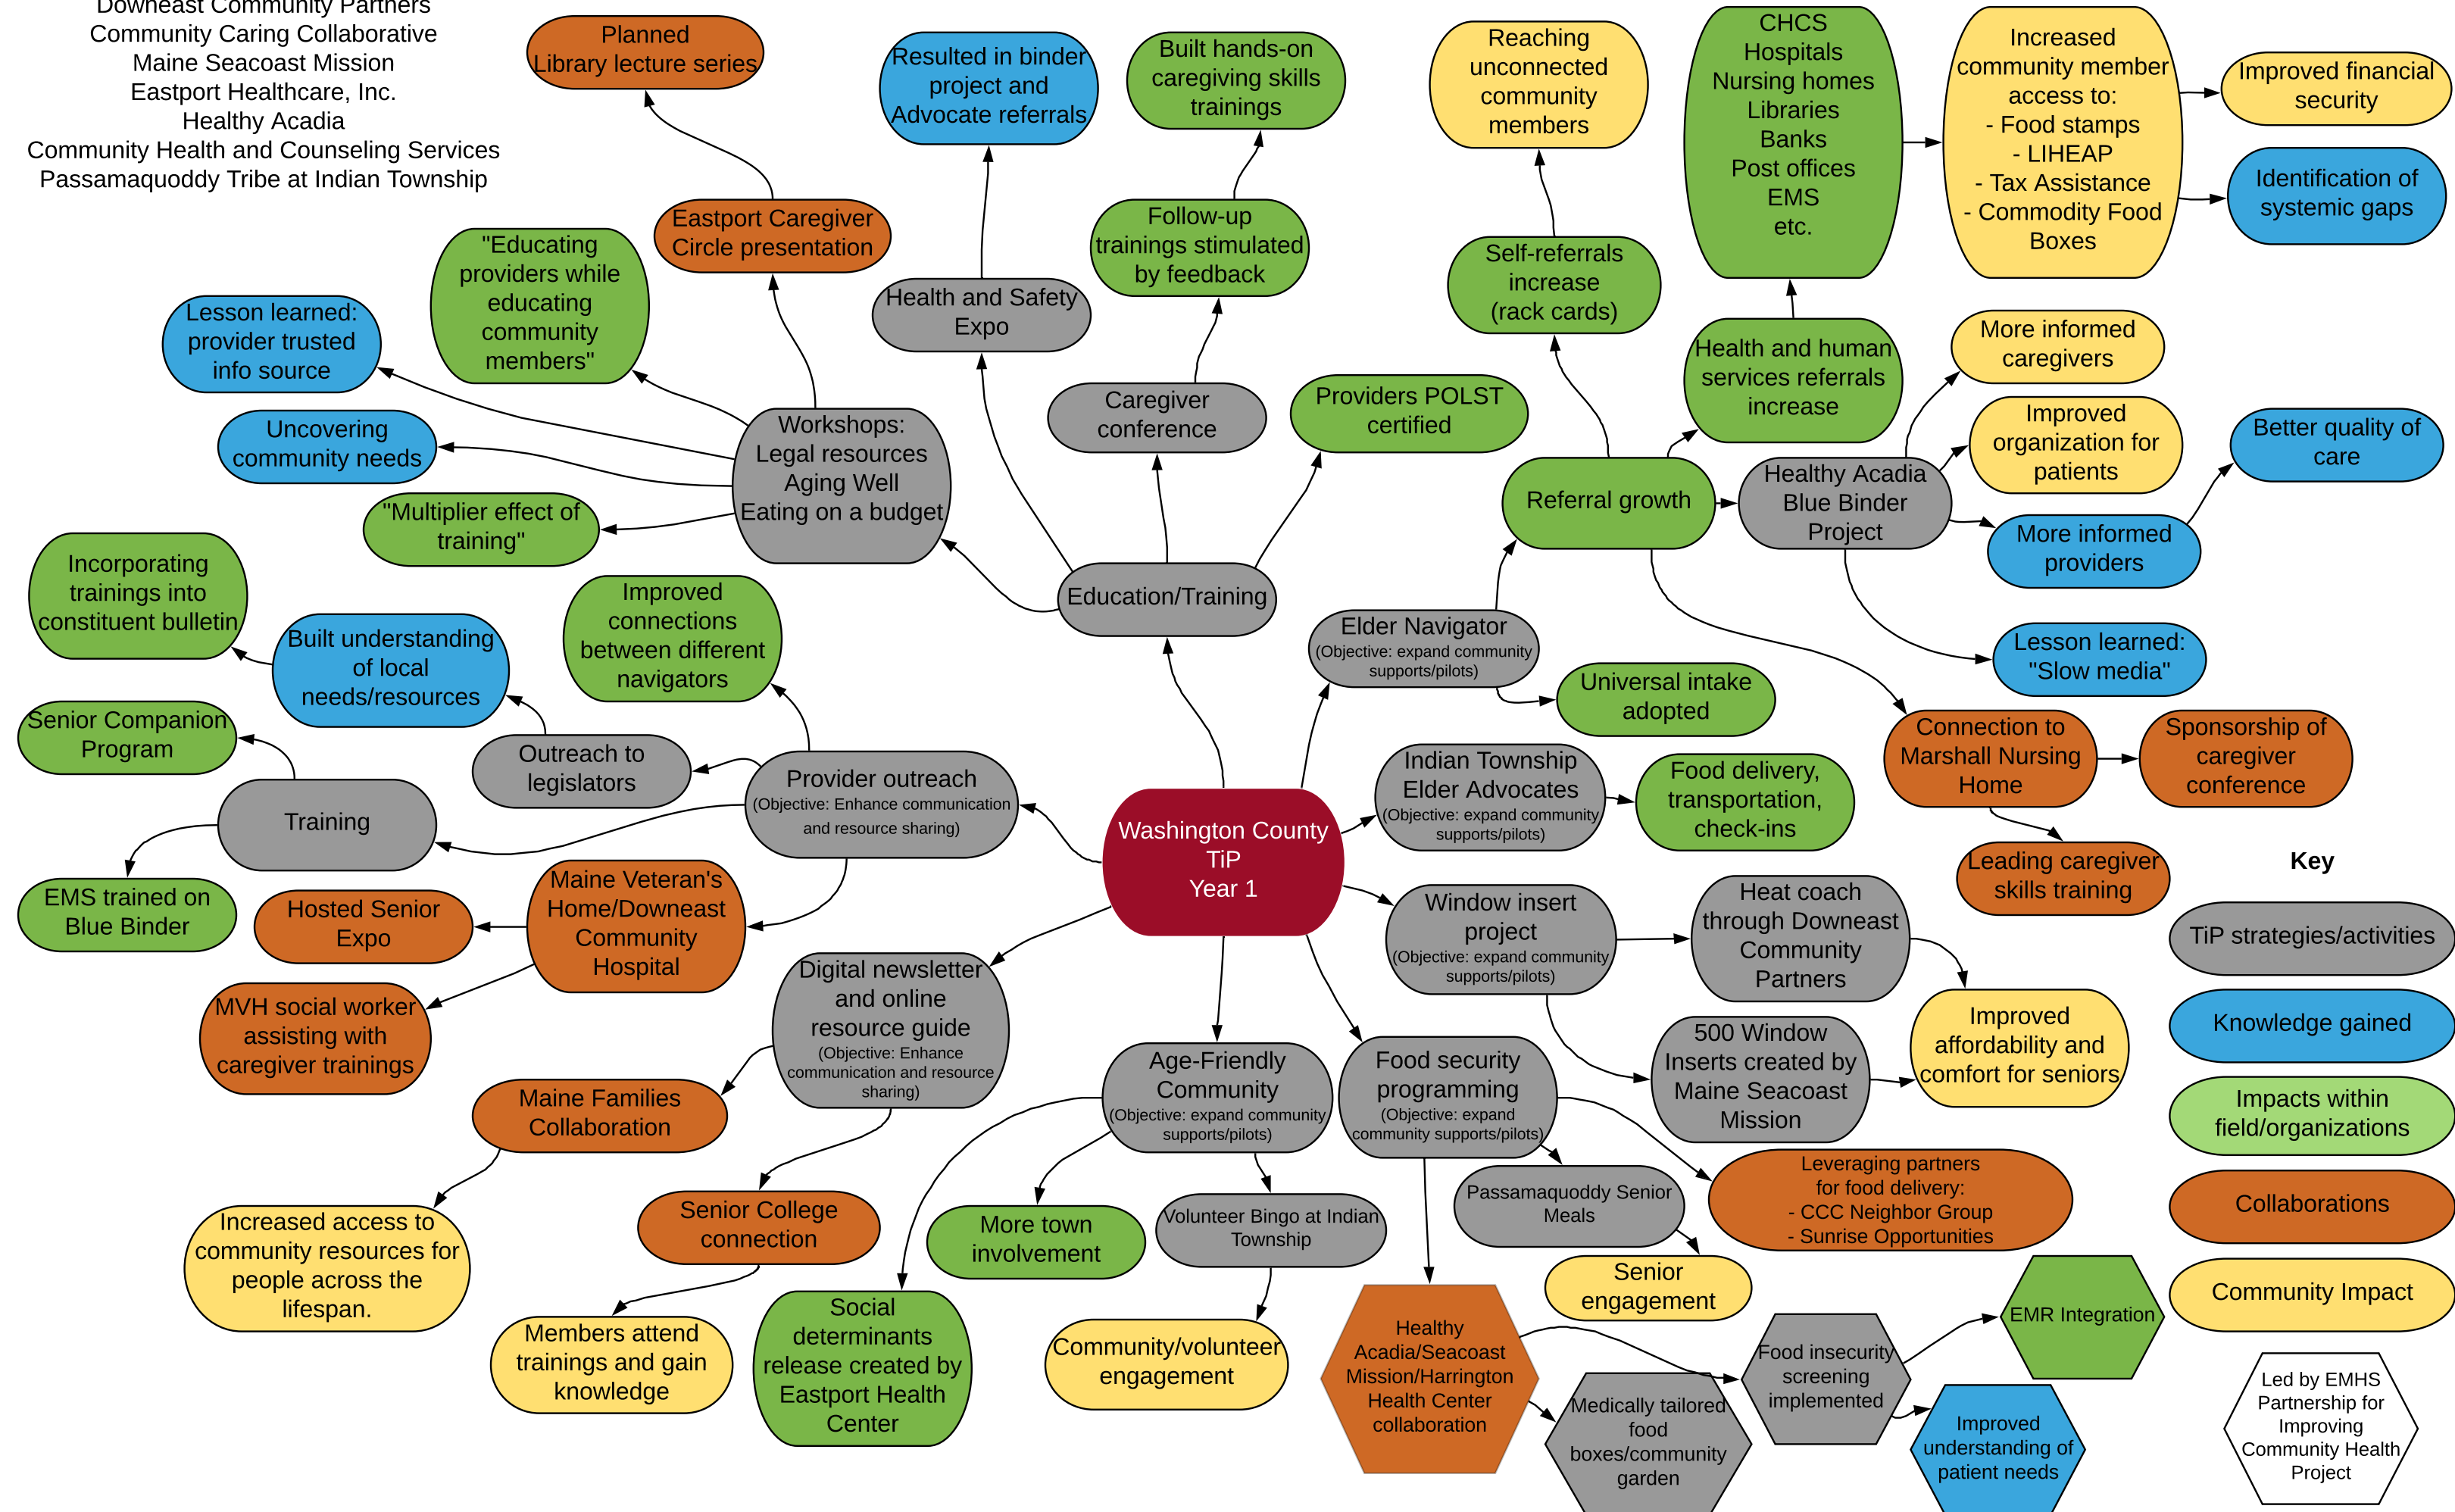 Downeast Community Partners
Community Caring Collaborative
Maine Seacoast Mission
Eastport Healthcare, Inc.
Healthy Acadia
Community Health and Counseling Services
Passamaquoddy Tribe at Indian Township
Planned
Library lecture series
Resulted in binder
project and
Advocate referrals
Built hands-on
caregiving skills
trainings
Reaching
unconnected
community
members
CHCS
Hospitals
Nursing homes
Libraries
Banks
Post offices
EMS
etc.
Increased
community member
access to:
- Food stamps
- LIHEAP
- Tax Assistance
- Commodity Food
Boxes
Improved financial
security
Identification of
systemic gaps
Eastport Caregiver
Circle presentation
"Educating
providers while
educating
community
members"
Lesson learned:
provider trusted
info source
Uncovering
community needs
"Multiplier effect of
training"
Workshops:
Legal resources
Aging Well
Eating on a budget
Health and Safety
Expo
Follow-up
trainings stimulated
by feedback
Caregiver
conference
Providers POLST
certified
Self-referrals
increase
(rack cards)
Health and human
services referrals
increase
More informed
caregivers
Improved
organization for
patients
Better quality of
care
Referral growth
Healthy Acadia
Blue Binder
Project
More informed
providers
Lesson learned:
"Slow media"
Education/Training
Elder Navigator
(Objective: expand community
supports/pilots)
Universal intake
adopted
Incorporating
trainings into
constituent bulletin
Built understanding
of local
needs/resources
Improved
connections
between different
navigators
Senior Companion
Program
Outreach to
legislators
Provider outreach
(Objective: Enhance communication
and resource sharing)
Training
EMS trained on
Blue Binder
Hosted Senior
Expo
Maine Veteran's
Home/Downeast
Community
Hospital
MVH social worker
assisting with
caregiver trainings
Washington County
TiP
Year 1
Indian Township
Elder Advocates
(Objective: expand community
supports/pilots)
Food delivery,
transportation,
check-ins
Connection to
Marshall Nursing
Home
Sponsorship of
caregiver
conference
Leading caregiver
skills training
Window insert
project
(Objective: expand community
supports/pilots)
Heat coach
through Downeast
Community
Partners
500 Window
Inserts created by
Maine Seacoast
Mission
Improved
affordability and
comfort for seniors
Digital newsletter
and online
resource guide
(Objective: Enhance
communication and resource
sharing)
Maine Families
Collaboration
Increased access to
community resources for
people across the
lifespan.
Senior College
connection
Members attend
trainings and gain
knowledge
Age-Friendly
Community
(Objective: expand community
supports/pilots)
Social
determinants
release created by
Eastport Health
Center
More town
involvement
Volunteer Bingo at Indian
Township
Community/volunteer
engagement
Food security
programming
(Objective: expand
community supports/pilots)
Passamaquoddy Senior
Meals
Senior
engagement
Leveraging partners
for food delivery:
- CCC Neighbor Group
- Sunrise Opportunities
Healthy
Acadia/Seacoast
Mission/Harrington
Health Center
collaboration
Medically tailored
food
boxes/community
garden
Food insecurity
screening
implemented
EMR Integration
Improved
understanding of
patient needs
Key
TiP strategies/activities
Knowledge gained
Impacts within
field/organizations
Collaborations
Community Impact
Led by EMHS
Partnership for
Improving
Community Health
Project